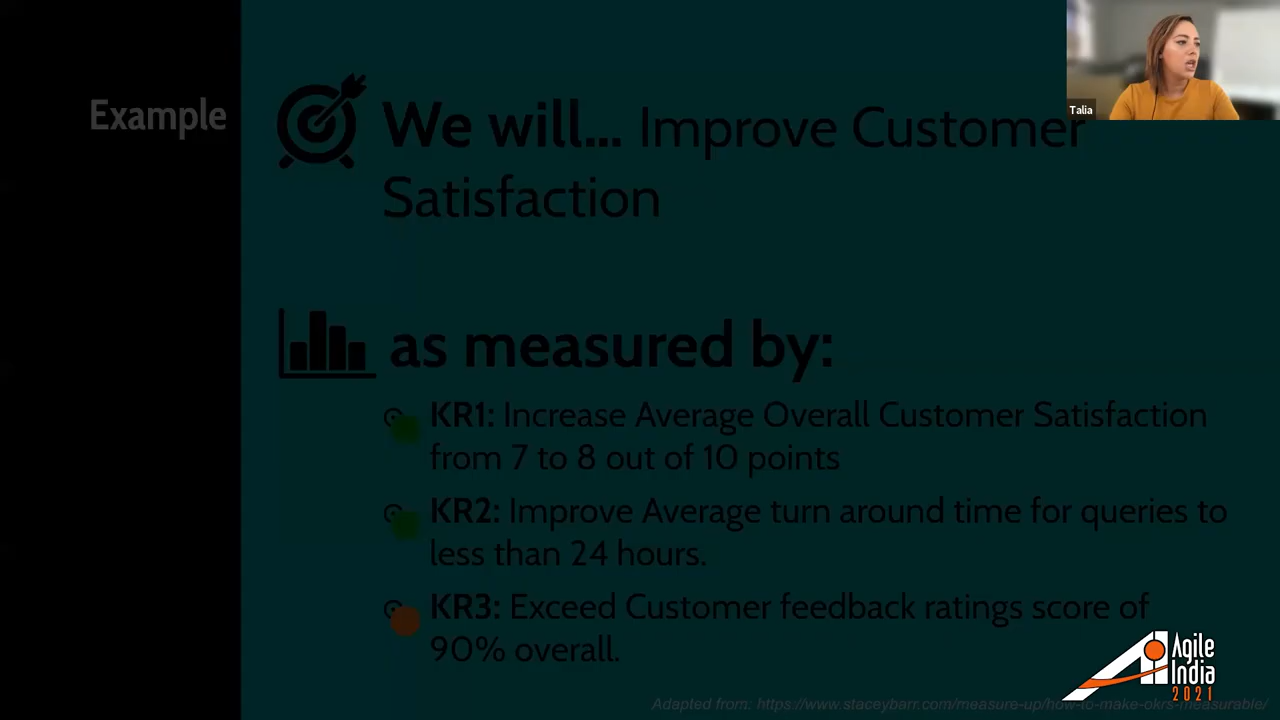 Example
We will... Improve Customer
Satisfaction
as measured by:
KR1: Increase Average Overall Customer Satisfaction
from 7 to 8 out of 10 points
KR2: Improve Average turn around time for queries to
less than 24 hours.
KR3: Exceed Customer feedback ratings score of
90% overall.
Adapted from: https://www.staceybarr.com/measure-up/how-to-make-okrs-measurable/
Talia
Agile
India
2021